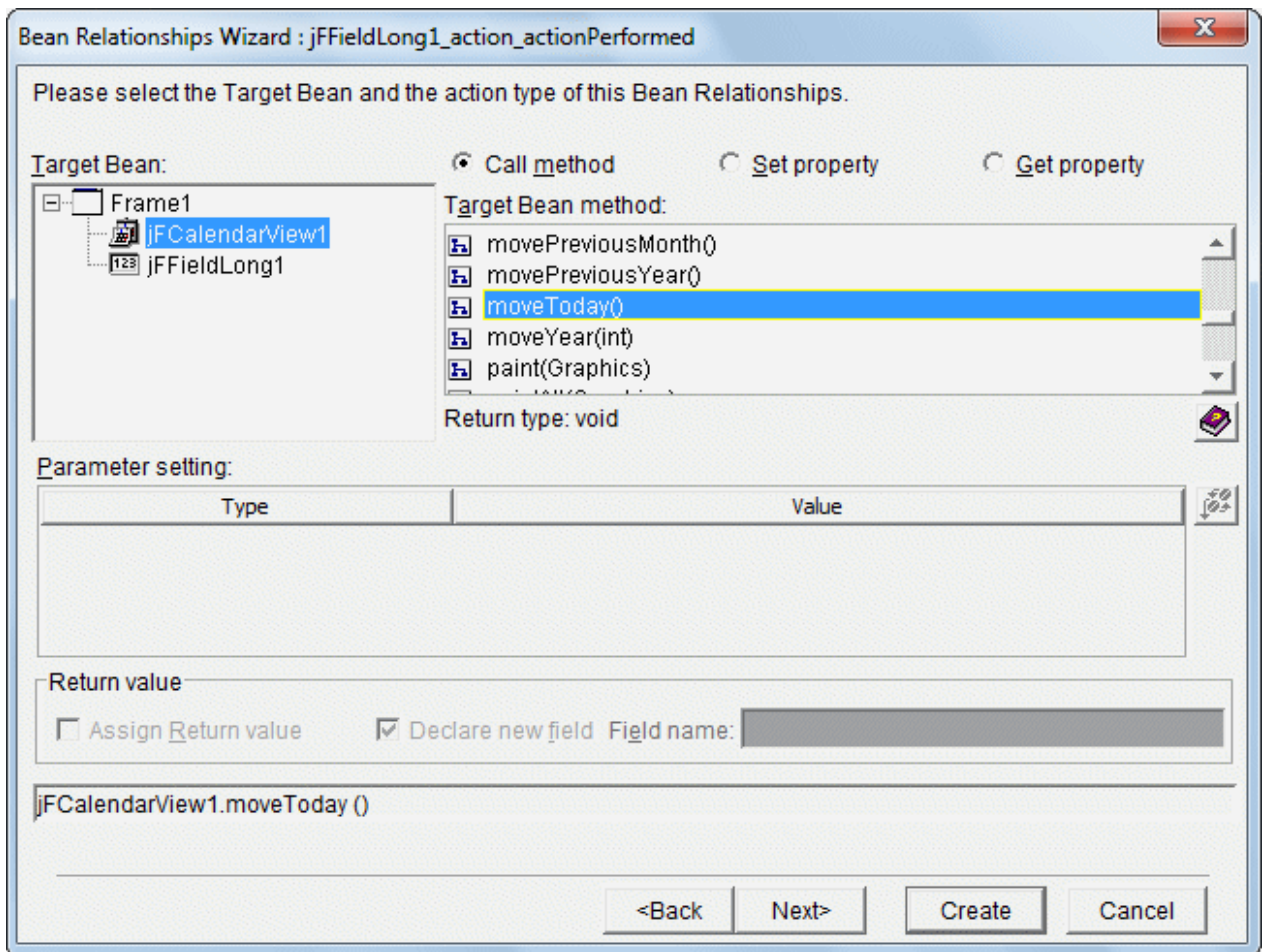 Bean Relationships Wizard : jFFieldLong1_action_actionPerformed
Please select the Target Bean and the action type of this Bean Relationships.
Target Bean:
Call method
Set property
Get property
Frame1
jFCalendarView1
123 jFFieldLong1
Target Bean method:
movePreviousMonth()
movePreviousYear()
moveToday()
moveYear(int)
paint(Graphics)
Return type: void
Parameter setting:
Type Value
Return value
Assign Return value Declare new field Field name:
jFCalendarView1.moveToday ()
<Back Next> Create Cancel